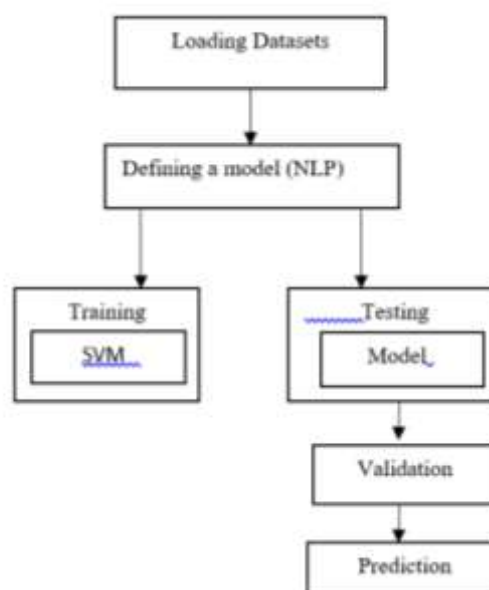 Loading Datasets
Defining a model (NLP)
Training
SVM
Testing
Model
Validation
Prediction